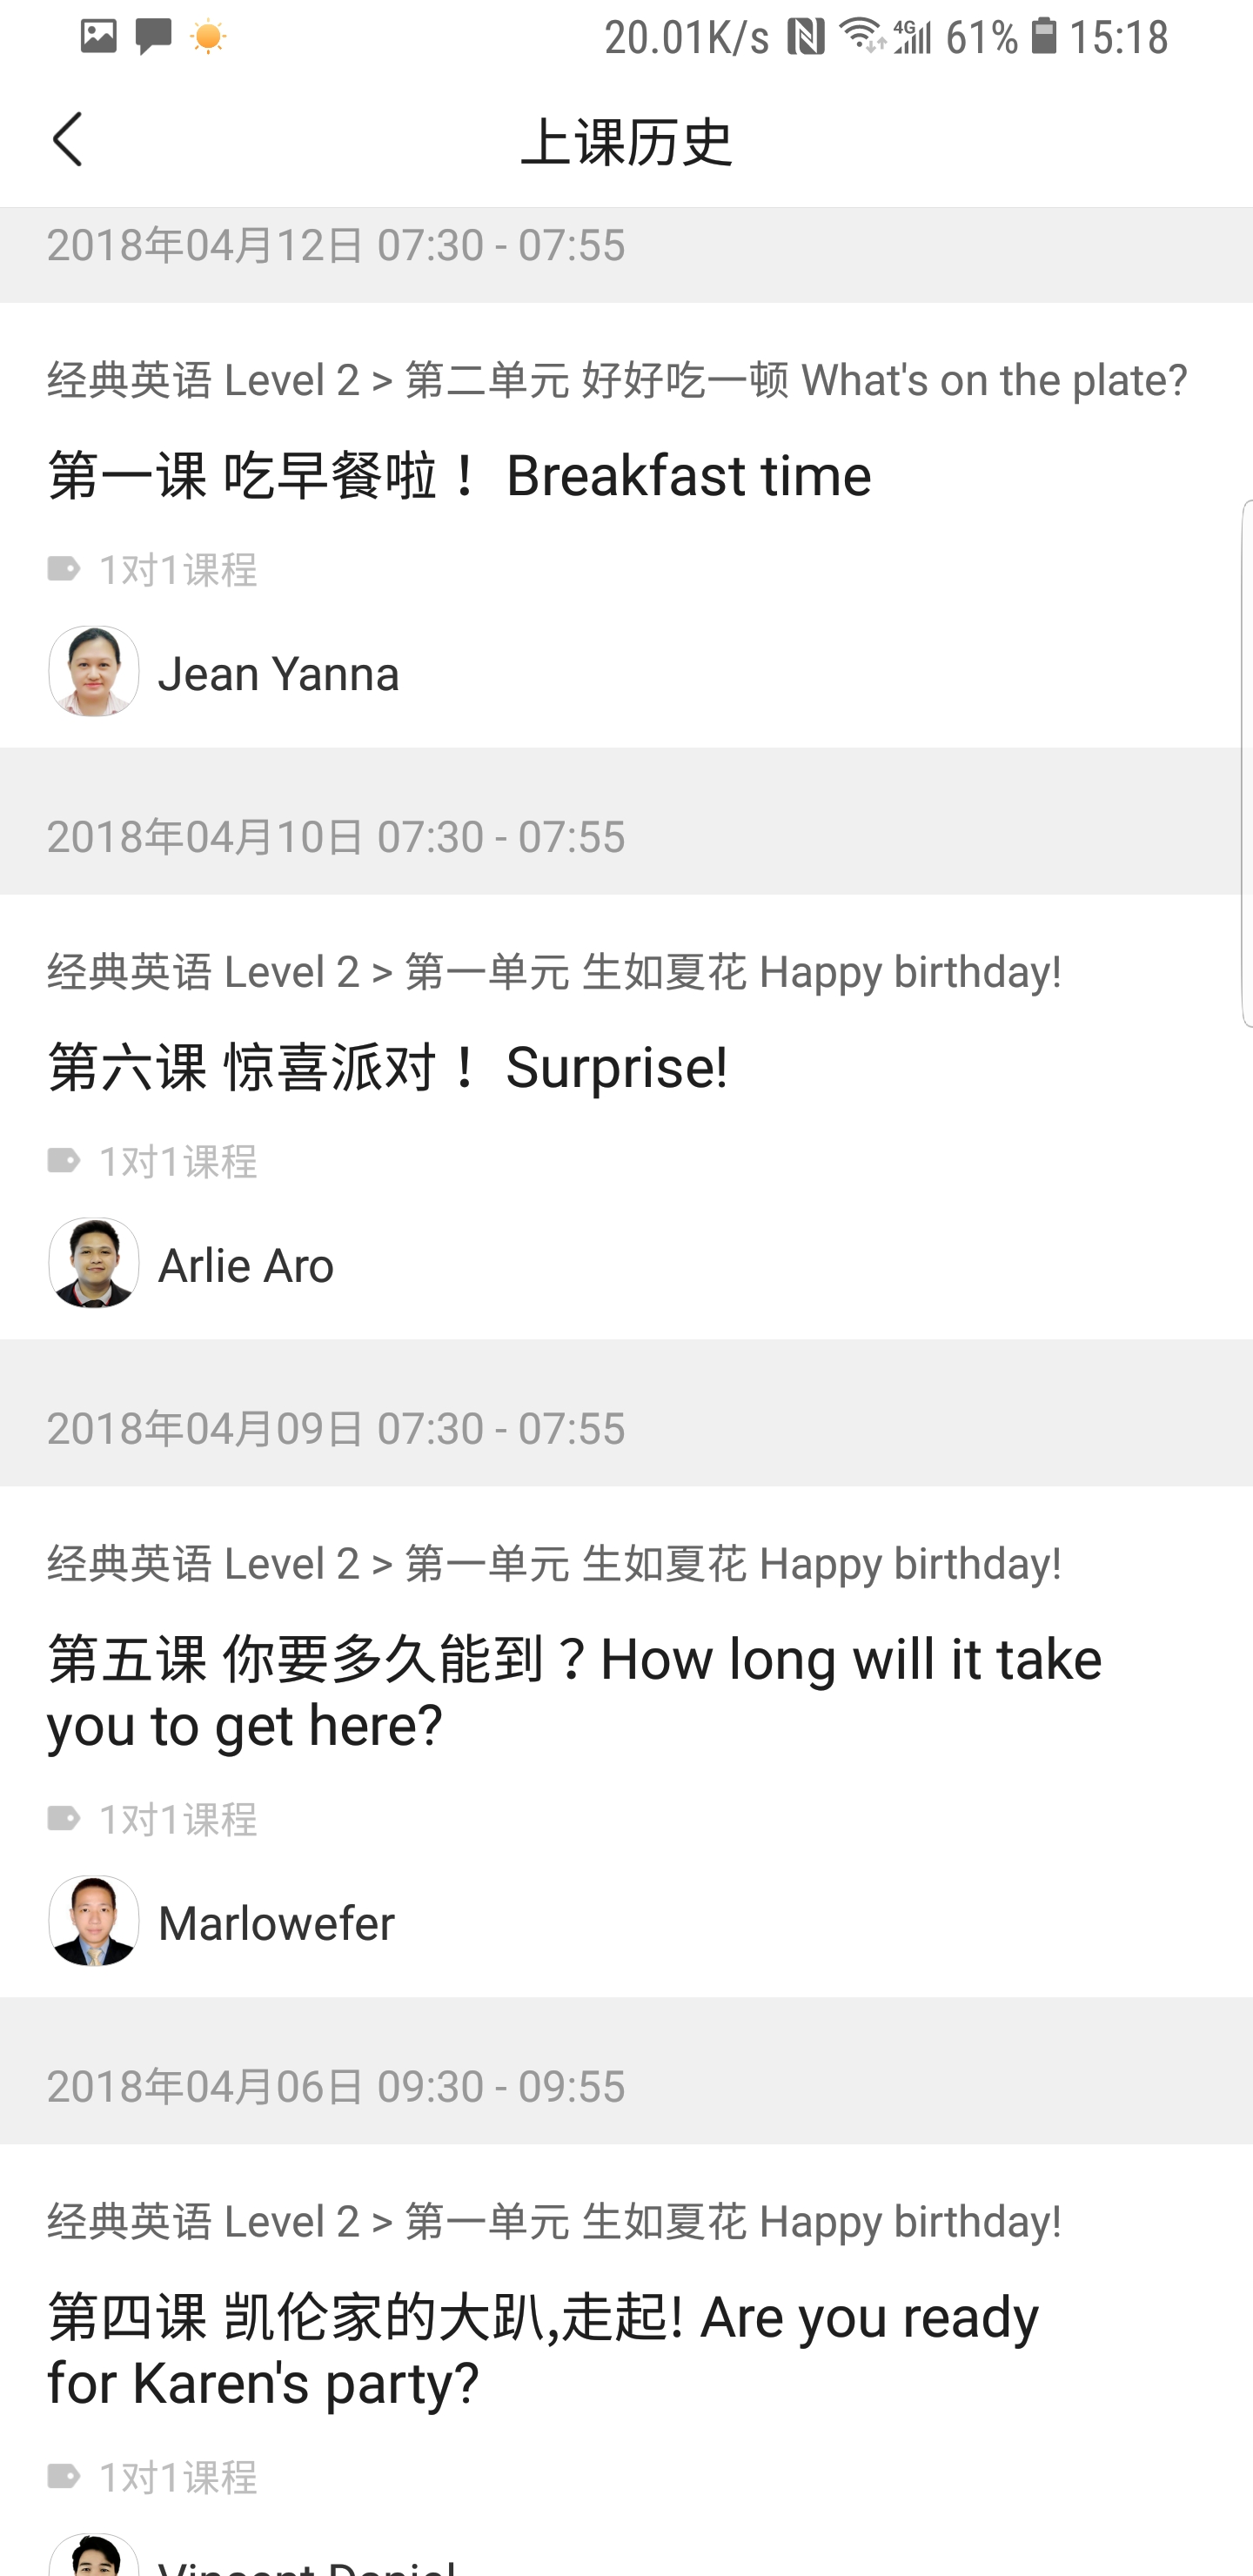 20.01K/s 4G 61% 15:18
上课历史
2018年04月12日 07:30 - 07:55
经典英语 Level 2 > 第二单元 好好吃一顿 What's on the plate?
第一课 吃早餐啦！ Breakfast time
1对1课程
Jean Yanna
2018年04月10日 07:30 - 07:55
经典英语 Level 2 > 第一单元 生如夏花 Happy birthday!
第六课 惊喜派对！ Surprise!
1对1课程
Arlie Aro
2018年04月09日 07:30 - 07:55
经典英语 Level 2 > 第一单元 生如夏花 Happy birthday!
第五课 你要多久能到？How long will it take
you to get here?
1对1课程
Marlowefer
2018年04月06日 09:30 - 09:55
经典英语 Level 2 > 第一单元 生如夏花 Happy birthday!
第四课 凯伦家的大趴,走起! Are you ready
for Karen's party?
1对1课程
Vincent Daniel